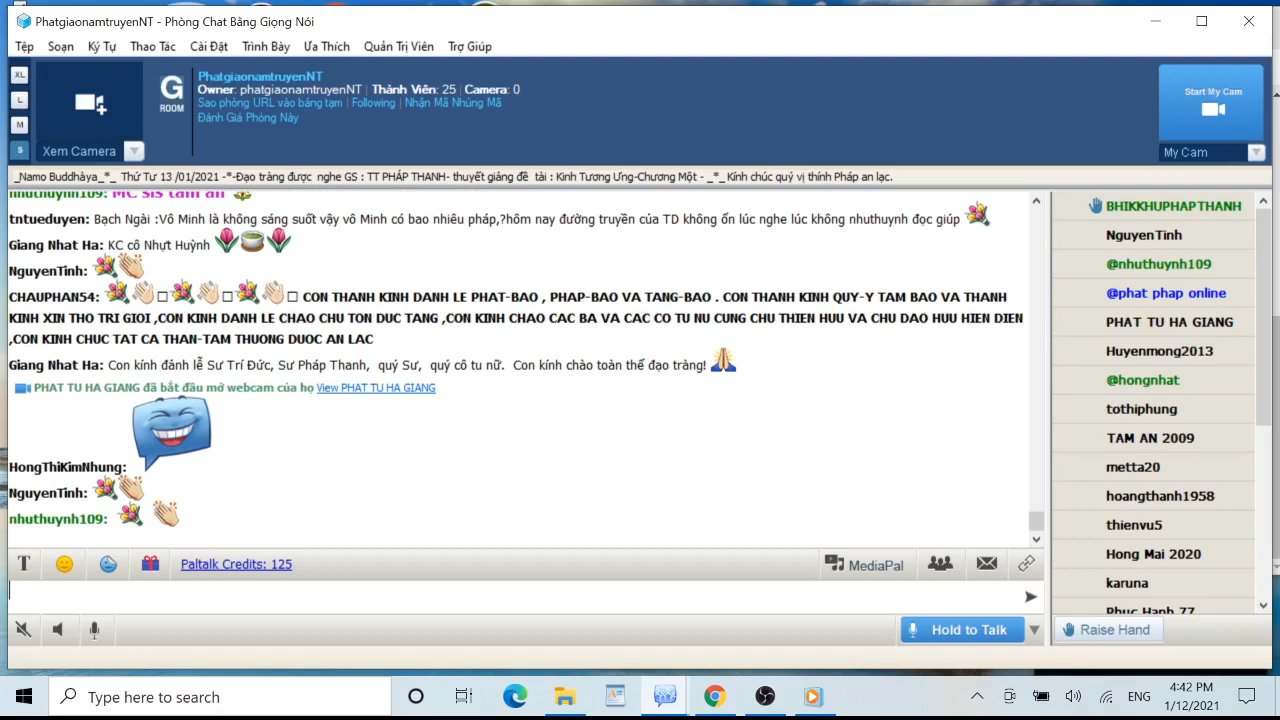 PhatgiaonamtruyenNT - Phòng Chat Bằng Giọng Nói
Tệp Soạn Ký Tự Thao Tác Cài Đặt Trình Bày Ưa Thích Quản Trị Viên Trợ Giúp
XL
L
M
S
Xem Camera
G
ROOM
PhatgiaonamtruyenNT
Owner: phatgiaonamtruyenNT | Thành Viên: 25 | Camera: 0
Sao phòng URL vào bảng tạm | Following | Nhận Mã Nhúng Mã
Đánh Giá Phòng Này
Start My Cam
My Cam
_Namo Buddhàya_*_ Thứ Tư 13 /01/2021 -*-Đạo tràng được nghe GS : TT PHÁP THANH- thuyết giảng đề tài : Kinh Tương Ưng-Chương Một - _*_Kính chúc quý vị thính Pháp an lạc.
nhuthuynh109: MC sis tam an
tntueduyen: Bạch Ngài :Vô Minh là không sáng suốt vậy vô Minh có bao nhiêu pháp,?hôm nay đường truyền của TD không ổn lúc nghe lúc không nhuthuynh đọc giúp
Giang Nhat Ha: KC cô Nhựt Huỳnh
NguyenTinh:
CHAUPHAN54: □ □ □ CON THANH KINH DANH LE PHAT-BAO , PHAP-BAO VA TANG-BAO . CON THANH KINH QUY-Y TAM BAO VA THANH
KINH XIN THO TRI GIOI ,CON KINH DANH LE CHAO CHU TON DUC TANG ,CON KINH CHAO CAC BA VA CAC CO TU NU CUNG CHU THIEN HUU VA CHU DAO HUU HIEN DIEN
,CON KINH CHUC TAT CA THAN-TAM THUONG DUOC AN LAC
Giang Nhat Ha: Con kính đảnh lễ Sư Trí Đức, Sư Pháp Thanh, quý Sư, quý cô tu nữ. Con kính chào toàn thể đạo tràng!
PHAT TU HA GIANG đã bắt đầu mở webcam của họ View PHAT TU HA GIANG
HongThiKimNhung:
NguyenTinh:
nhuthuynh109:
BHIKKHUPHAPTHANH
NguyenTinh
@nhuthuynh109
@phat phap online
PHAT TU HA GIANG
Huyenmong2013
@hongnhat
tothiphung
TAM AN 2009
metta20
hoangthanh1958
thienvu5
Hong Mai 2020
karuna
Phuc Hanh 77
T
Paltalk Credits: 125
MediaPal
Hold to Talk
Raise Hand
Type here to search
ENG
4:42 PM
1/12/2021